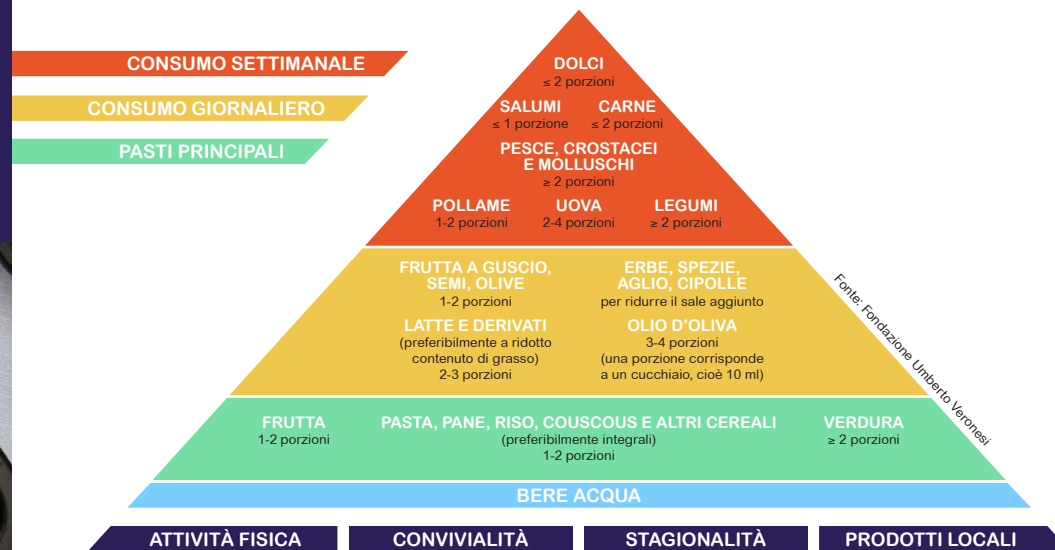 CONSUMO SETTIMANALE
CONSUMO GIORNALIERO
PASTI PRINCIPALI
DOLCI
≤ 2 porzioni
SALUMI
≤ 1 porzione
CARNE
≤ 2 porzioni
PESCE, CROSTACEI
E MOLLUSCHI
≥ 2 porzioni
POLLAME
1-2 porzioni
UOVA
2-4 porzioni
LEGUMI
≥ 2 porzioni
FRUTTA A GUSCIO,
SEMI, OLIVE
1-2 porzioni
ERBE, SPEZIE,
AGLIO, CIPOLLE
per ridurre il sale aggiunto
LATTE E DERIVATI
(preferibilmente a ridotto
contenuto di grasso)
2-3 porzioni
OLIO D'OLIVA
3-4 porzioni
(una porzione corrisponde
a un cucchiaio, cioè 10 ml)
Fonte: Fondazione Umberto Veronesi
FRUTTA
1-2 porzioni
PASTA, PANE, RISO, COUSCOUS E ALTRI CEREALI
(preferibilmente integrali)
1-2 porzioni
VERDURA
≥ 2 porzioni
BERE ACQUA
ATTIVITÀ FISICA
CONVIVIALITÀ
STAGIONALITÀ
PRODOTTI LOCALI